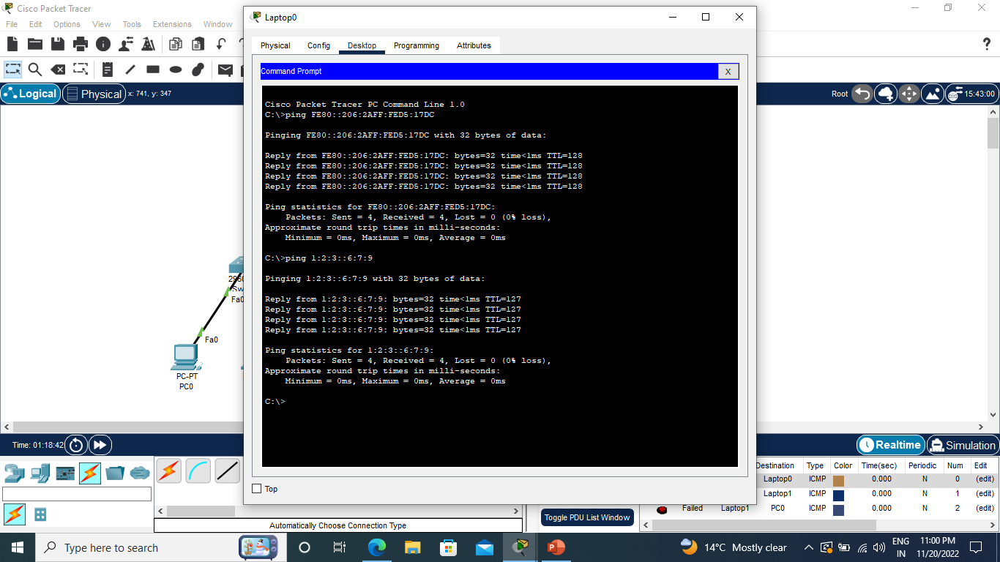 Cisco Packet Tracer
File Edit Options View Tools Extensions Window
Logical Physical x: 741, y: 347
Root 15:43:00
Laptop0
Physical Config Desktop Programming Attributes
Command Prompt
X
Cisco Packet Tracer PC Command Line 1.0
C:\>ping FE80::206:2AFF:FED5:17DC
Pinging FE80::206:2AFF:FED5:17DC with 32 bytes of data:
Reply from FE80::206:2AFF:FED5:17DC: bytes=32 time<1ms TTL=128
Reply from FE80::206:2AFF:FED5:17DC: bytes=32 time<1ms TTL=128
Reply from FE80::206:2AFF:FED5:17DC: bytes=32 time<1ms TTL=128
Reply from FE80::206:2AFF:FED5:17DC: bytes=32 time<1ms TTL=128
Ping statistics for FE80::206:2AFF:FED5:17DC:
Packets: Sent = 4, Received = 4, Lost = 0 (0% loss),
Approximate round trip times in milli-seconds:
Minimum = 0ms, Maximum = 0ms, Average = 0ms
C:\>ping 1:2:3::6:7:9
Pinging 1:2:3::6:7:9 with 32 bytes of data:
Reply from 1:2:3::6:7:9: bytes=32 time<1ms TTL=127
Reply from 1:2:3::6:7:9: bytes=32 time<1ms TTL=127
Reply from 1:2:3::6:7:9: bytes=32 time<1ms TTL=127
Reply from 1:2:3::6:7:9: bytes=32 time<1ms TTL=127
Ping statistics for 1:2:3::6:7:9:
Packets: Sent = 4, Received = 4, Lost = 0 (0% loss),
Approximate round trip times in milli-seconds:
Minimum = 0ms, Maximum = 0ms, Average = 0ms
C:\>
Top
Fa0
PC-PT
PC0
Time: 01:18:42
Realtime Simulation
Destination Type Color Time(sec) Periodic Num Edit
Laptop0 ICMP 0.000 N 0 (edit)
Laptop1 ICMP 0.000 N 1 (edit)
Failed Laptop1 PC0 ICMP 0.000 N 2 (edit)
Toggle PDU List Window
Automatically Choose Connection Type
Type here to search
14°C Mostly clear
ENG
IN
11:00 PM
11/20/2022